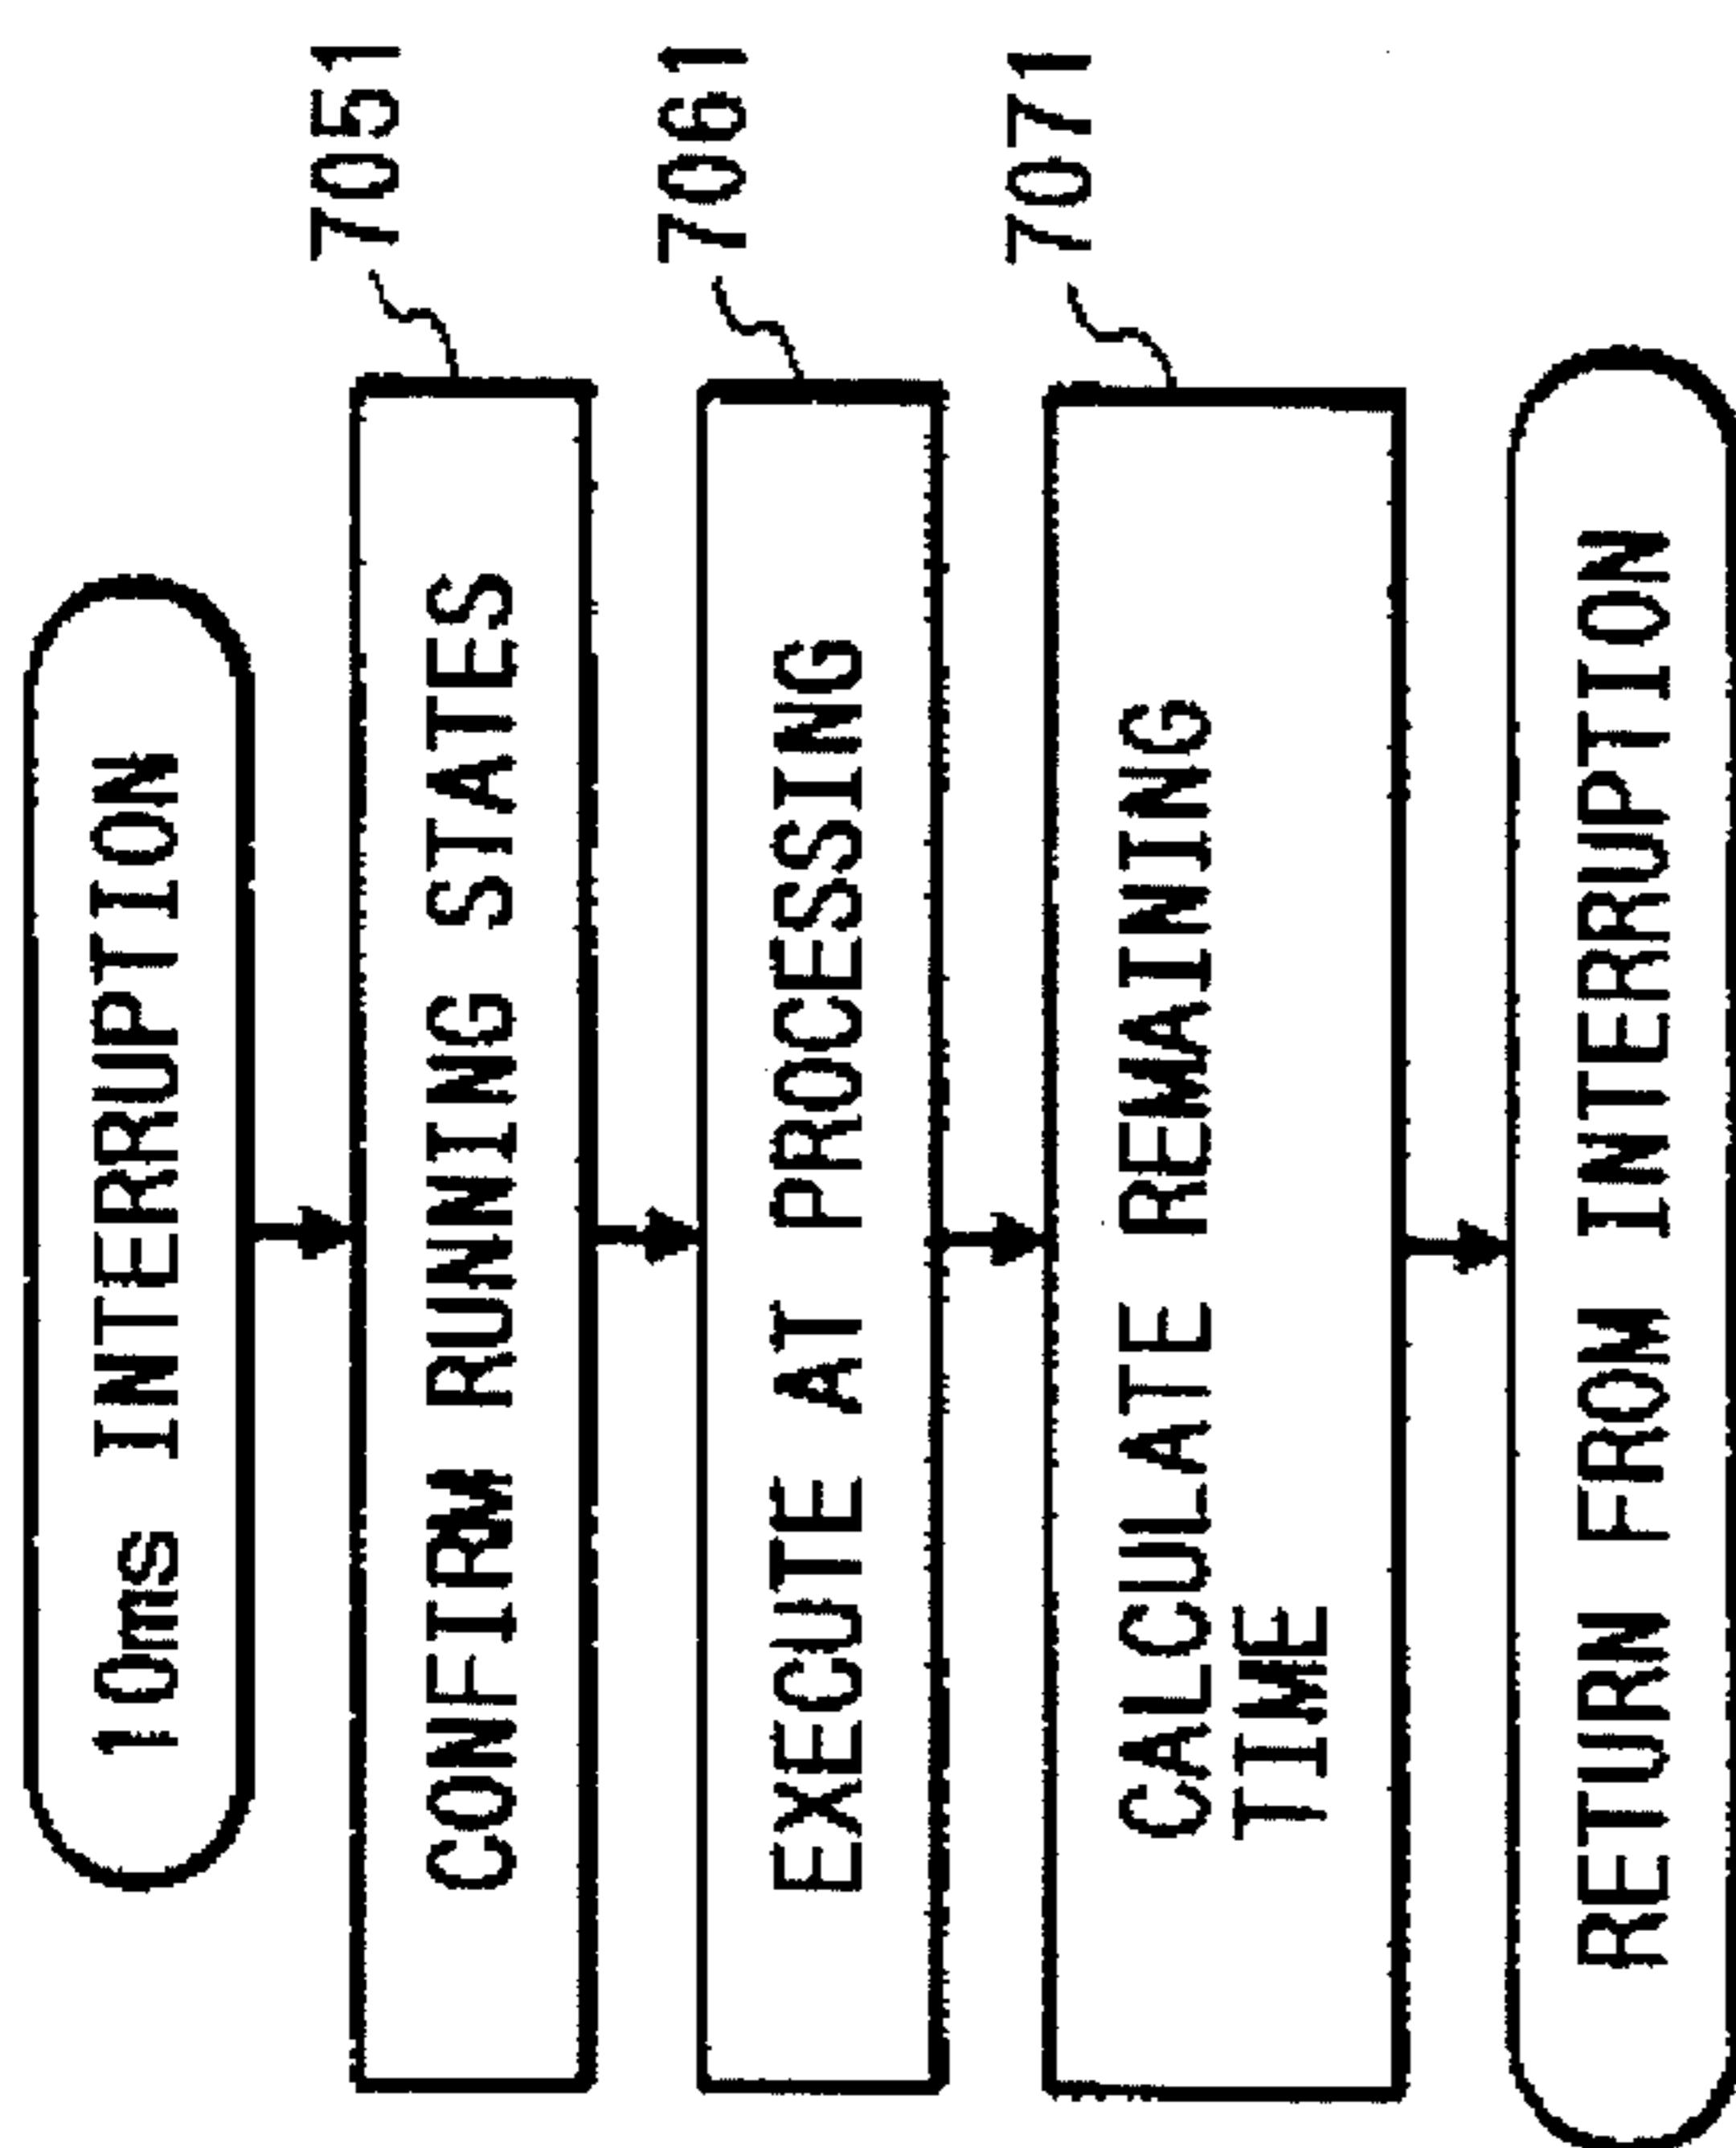 10ms INTERRUPTION
CONFIRM RUNNING STATES
7051
EXECUTE AT PROCESSING
7061
CALCULATE REMAINING
TIME
7071
RETURN FROM INTERRUPTION